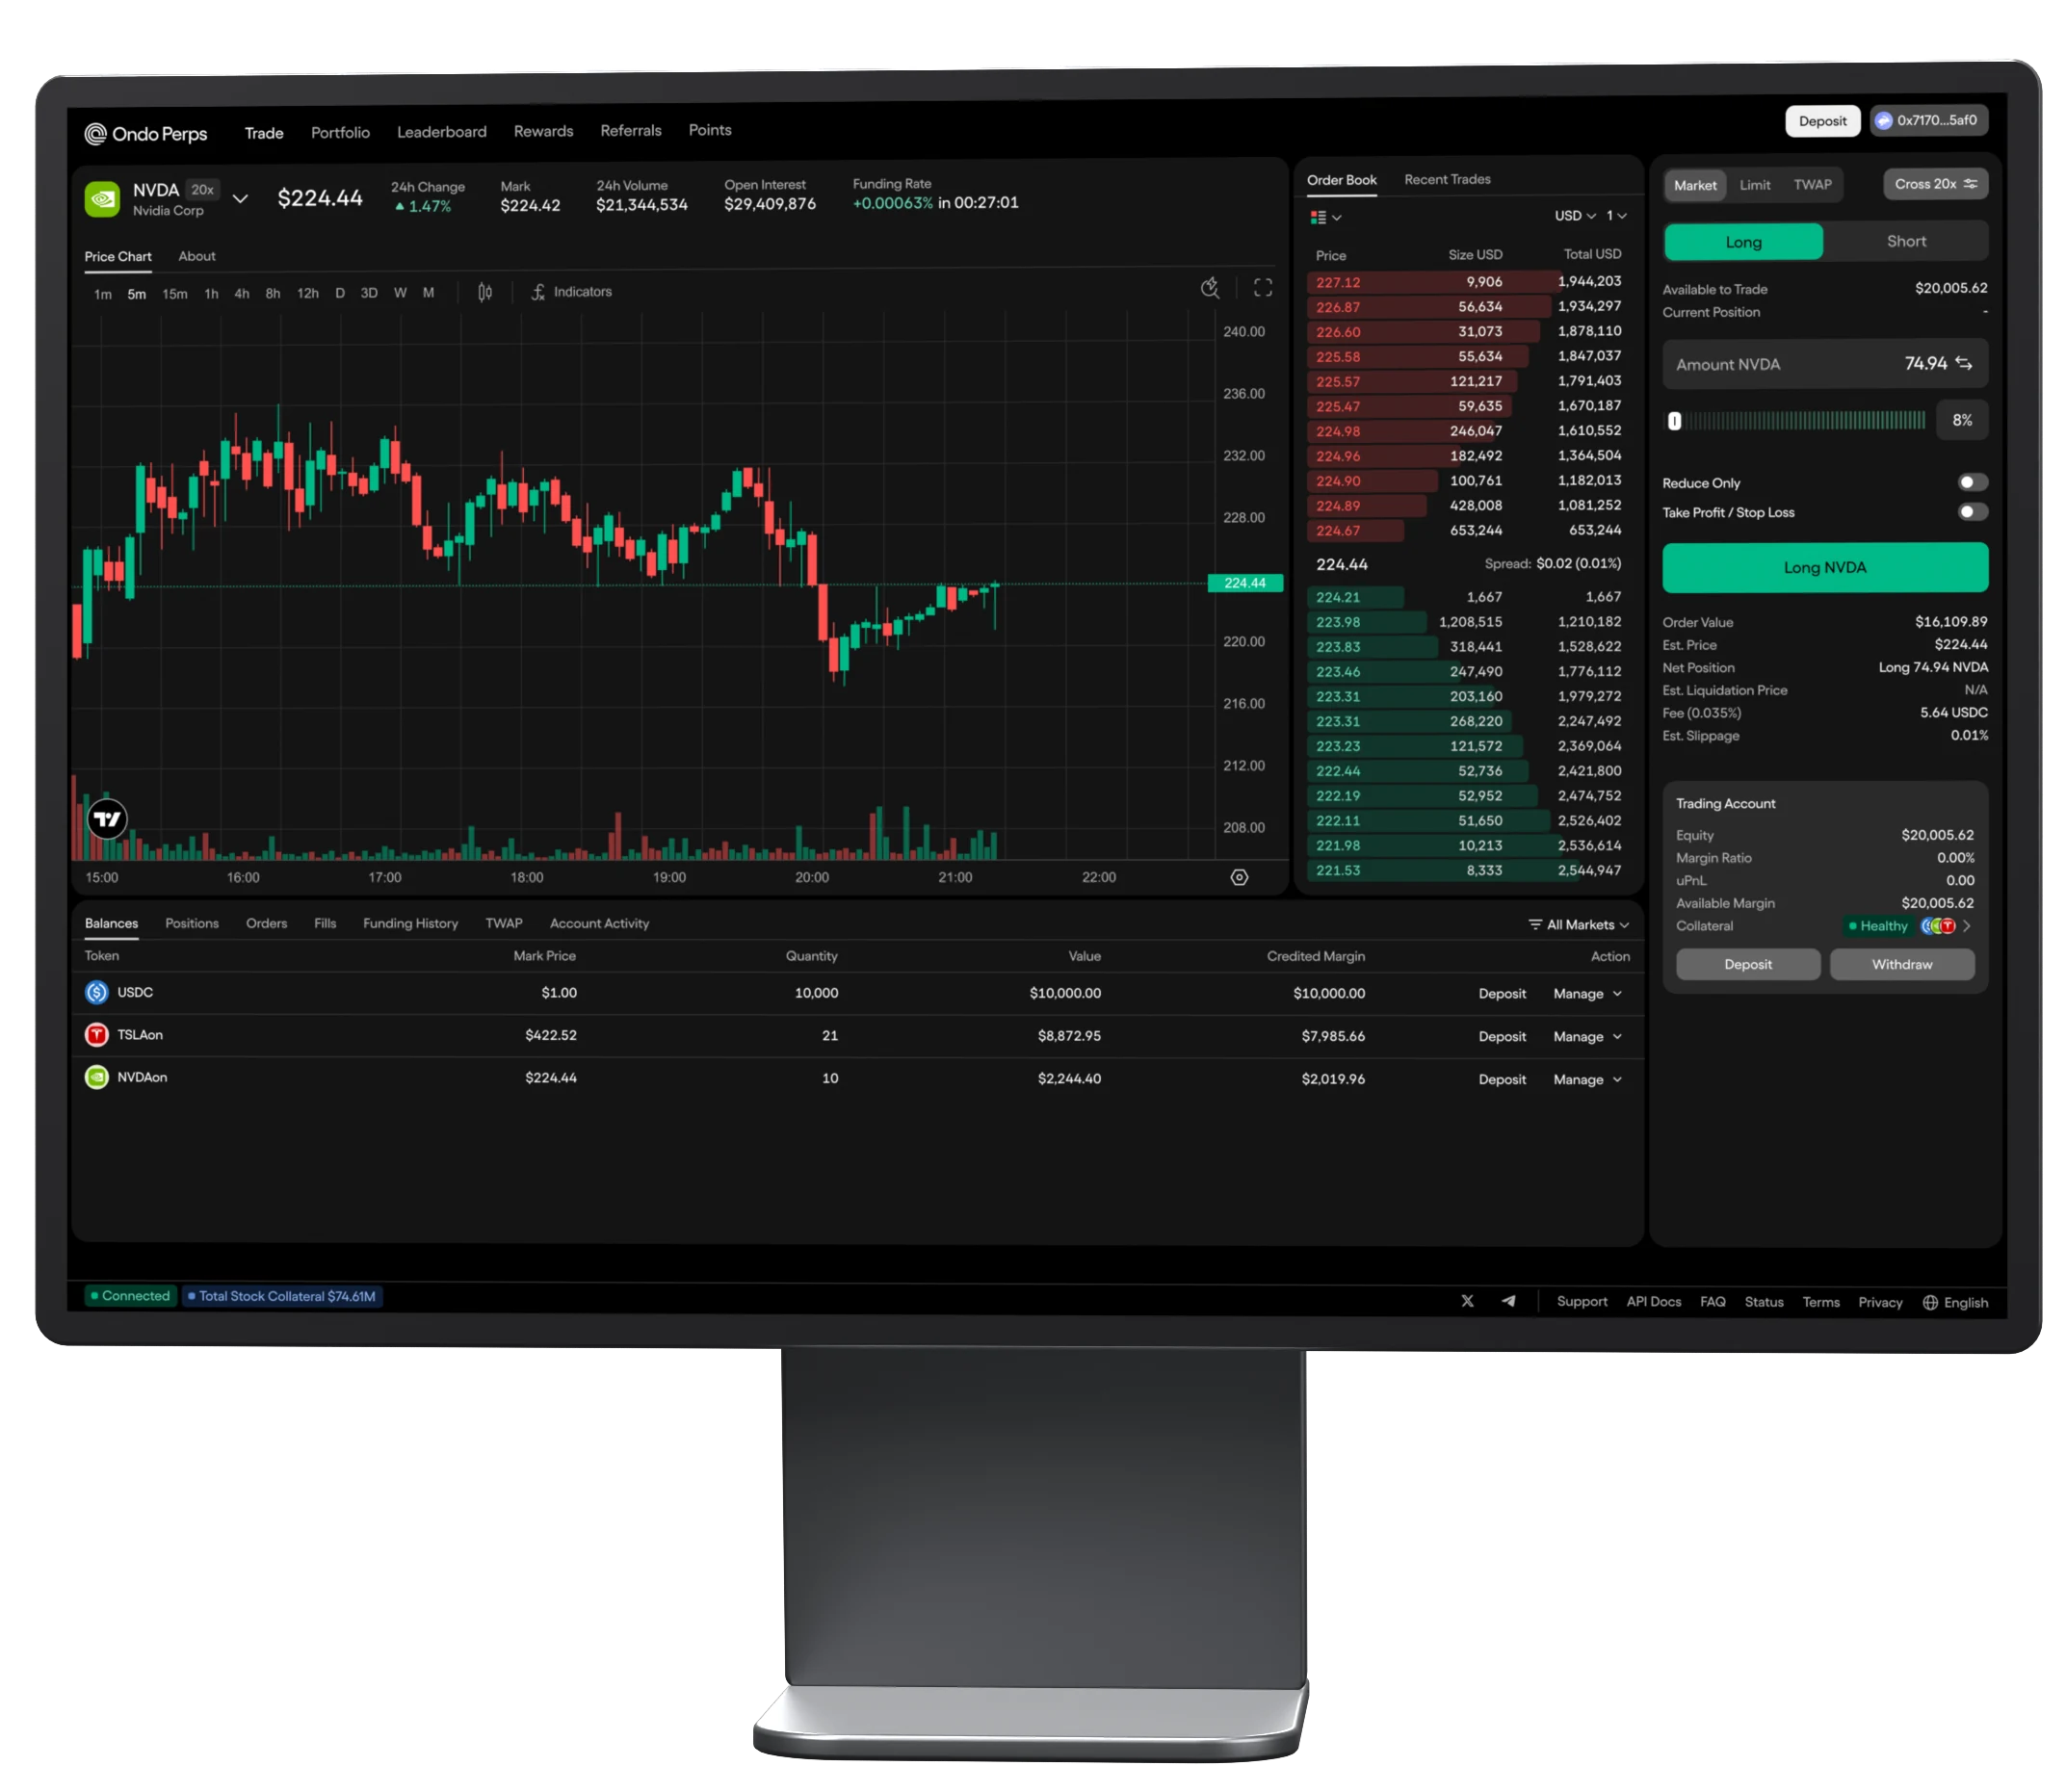 Ondo Perps Trade Portfolio Leaderboard Rewards Referrals Points Deposit 0x7170...5af0
NVDA 20x
Nvidia Corp
$224.44
24h Change
1.47%
Mark
$224.42
24h Volume
$21,344,534
Open Interest
$29,409,876
Funding Rate
+0.00063% in 00:27:01
Price Chart About
1m 5m 15m 1h 4h 8h 12h D 3D W M Indicators
240.00
236.00
232.00
228.00
224.44
220.00
216.00
212.00
208.00
15:00 16:00 17:00 18:00 19:00 20:00 21:00 22:00
Order Book Recent Trades
USD 1
Price Size USD Total USD
227.12 9,906 1,944,203
226.87 56,634 1,934,297
226.60 31,073 1,878,110
225.58 55,634 1,847,037
225.57 121,217 1,791,403
225.47 59,635 1,670,187
224.98 246,047 1,610,552
224.96 182,492 1,364,504
224.90 100,761 1,182,013
224.89 428,008 1,081,252
224.67 653,244 653,244
224.44 Spread: $0.02 (0.01%)
224.21 1,667 1,667
223.98 1,208,515 1,210,182
223.83 318,441 1,528,622
223.46 247,490 1,776,112
223.31 203,160 1,979,272
223.31 268,220 2,247,492
223.23 121,572 2,369,064
222.44 52,736 2,421,800
222.19 52,952 2,474,752
222.11 51,650 2,526,402
221.98 10,213 2,536,614
221.53 8,333 2,544,947
Market Limit TWAP Cross 20x
Long Short
Available to Trade $20,005.62
Current Position -
Amount NVDA 74.94
8%
Reduce Only
Take Profit / Stop Loss
Long NVDA
Order Value $16,109.89
Est. Price $224.44
Net Position Long 74.94 NVDA
Est. Liquidation Price N/A
Fee (0.035%) 5.64 USDC
Est. Slippage 0.01%
Trading Account
Equity $20,005.62
Margin Ratio 0.00%
uPnL 0.00
Available Margin $20,005.62
Collateral Healthy
Deposit Withdraw
Balances Positions Orders Fills Funding History TWAP Account Activity All Markets
Token Mark Price Quantity Value Credited Margin Action
USDC $1.00 10,000 $10,000.00 $10,000.00 Deposit Manage
TSLAon $422.52 21 $8,872.95 $7,985.66 Deposit Manage
NVDAon $224.44 10 $2,244.40 $2,019.96 Deposit Manage
Connected Total Stock Collateral $74.61M Support API Docs FAQ Status Terms Privacy English